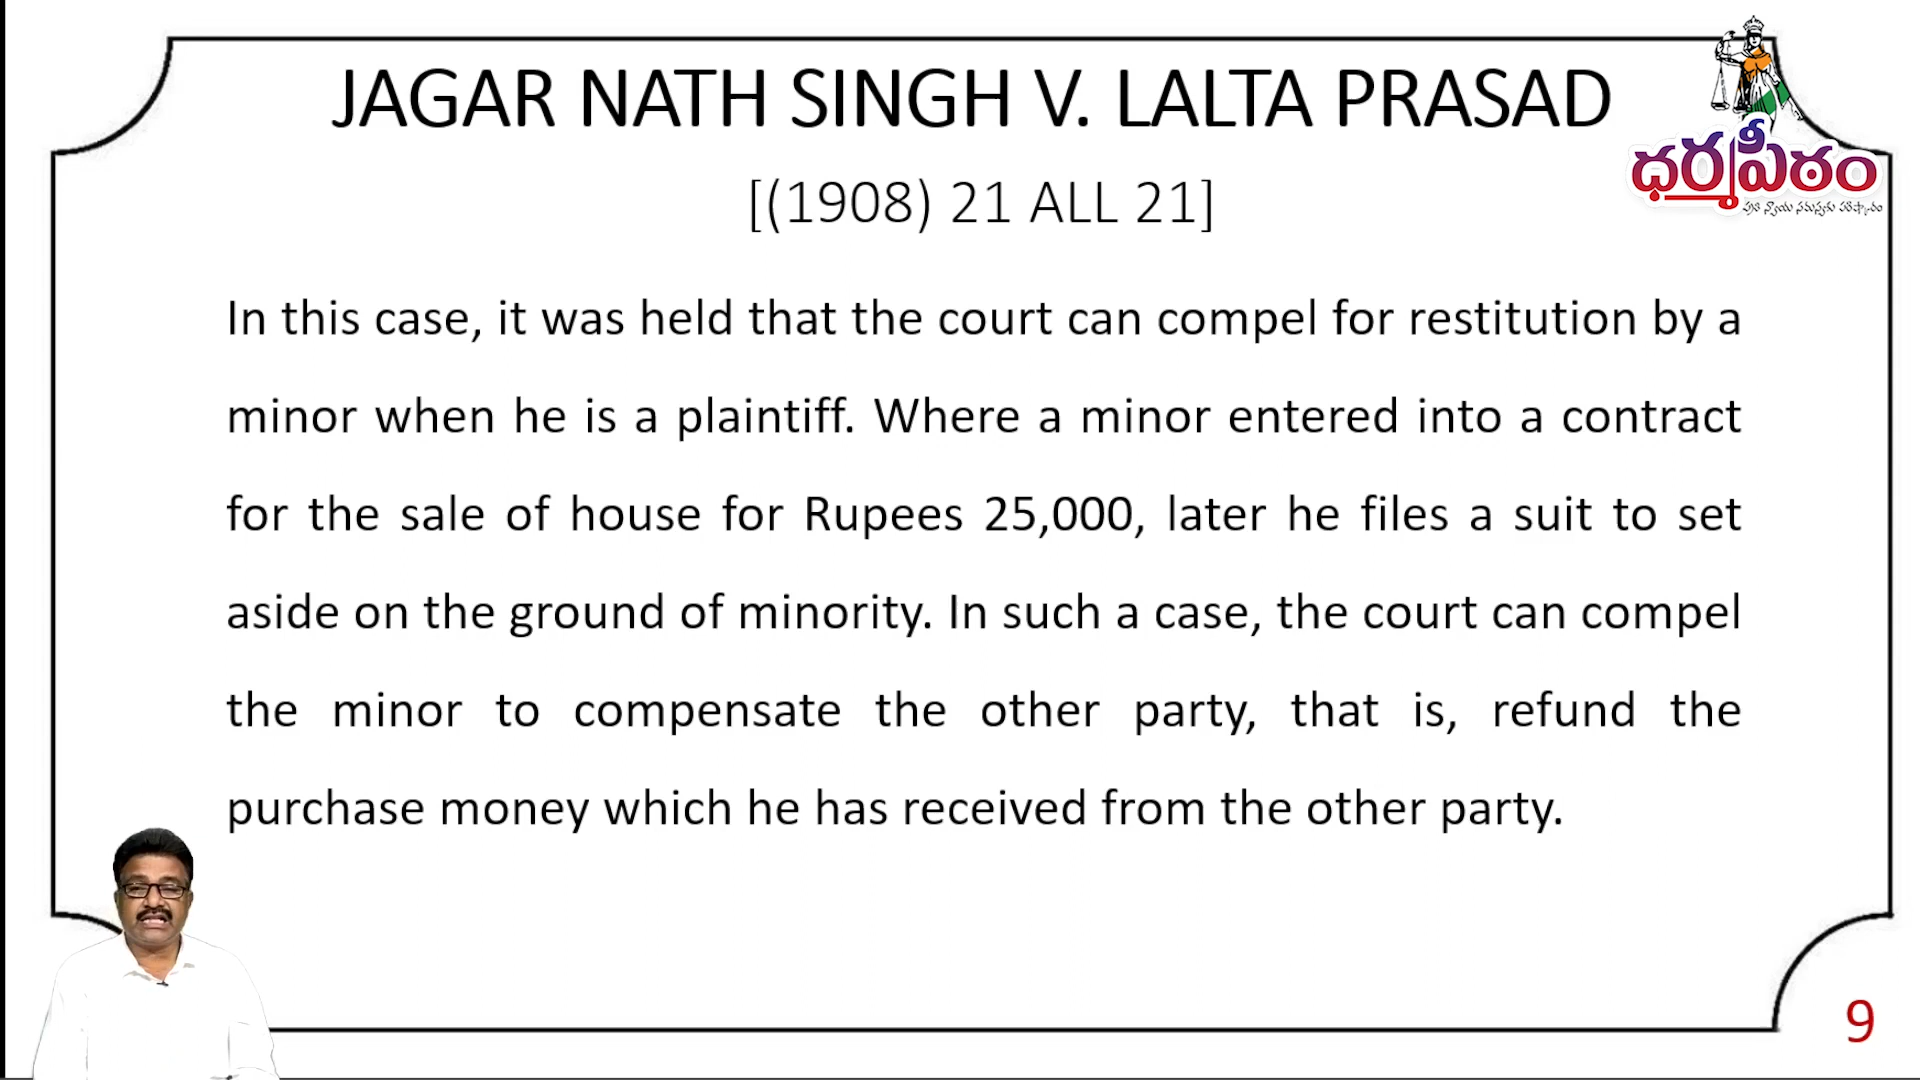 JAGAR NATH SINGH V. LALTA PRASAD
[(1908) 21 ALL 21]
ధర్మపీఠం
ప్రతి న్యాయ సమస్యకు పరిష్కారం
In this case, it was held that the court can compel for restitution by a
minor when he is a plaintiff. Where a minor entered into a contract
for the sale of house for Rupees 25,000, later he files a suit to set
aside on the ground of minority. In such a case, the court can compel
the minor to compensate the other party, that is, refund the
purchase money which he has received from the other party.
9